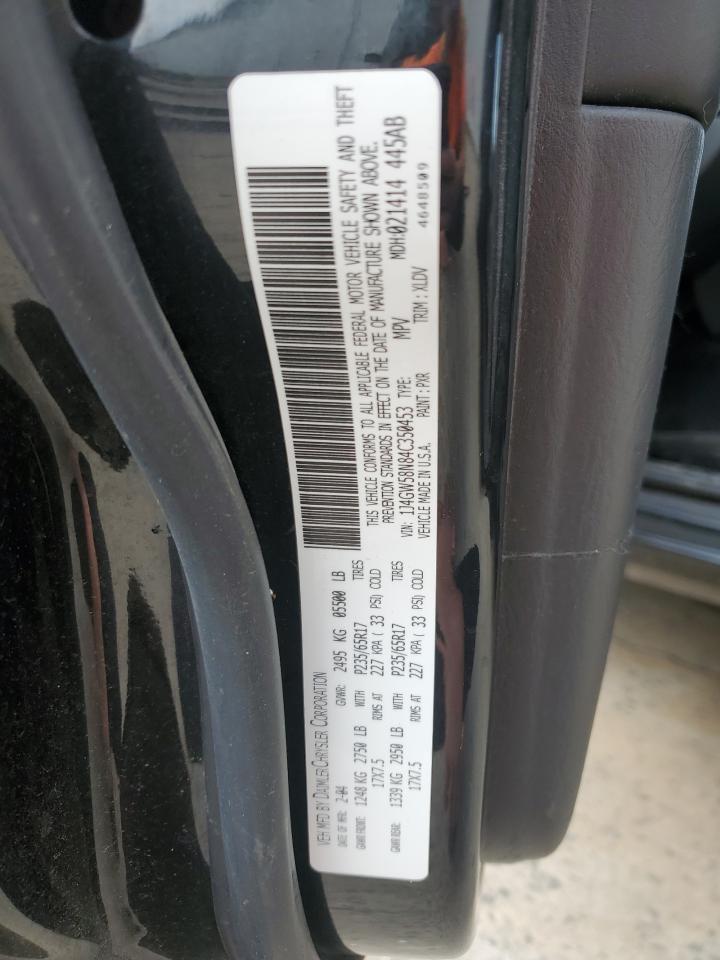 VEH MFD BY DAIMLERCHRYSLER CORPORATION
DATE OF MFR: 2-04 GVWR: 2495 KG 05500 LB
GAWR FRONT: 1248 KG 2750 LB WITH P235/65R17 TIRES
17X7.5 RIMS AT 227 KPA ( 33 PSI) COLD
GAWR REAR: 1339 KG 2950 LB WITH P235/65R17 TIRES
17X7.5 RIMS AT 227 KPA ( 33 PSI) COLD
THIS VEHICLE CONFORMS TO ALL APPLICABLE FEDERAL MOTOR VEHICLE SAFETY AND THEFT
PREVENTION STANDARDS IN EFFECT ON THE DATE OF MANUFACTURE SHOWN ABOVE.
VIN: 1J4GW58N84C350453 TYPE: MPV MDH:021414 445AB
VEHICLE MADE IN U.S.A. PAINT: PXR TRIM: XLDV 4648509